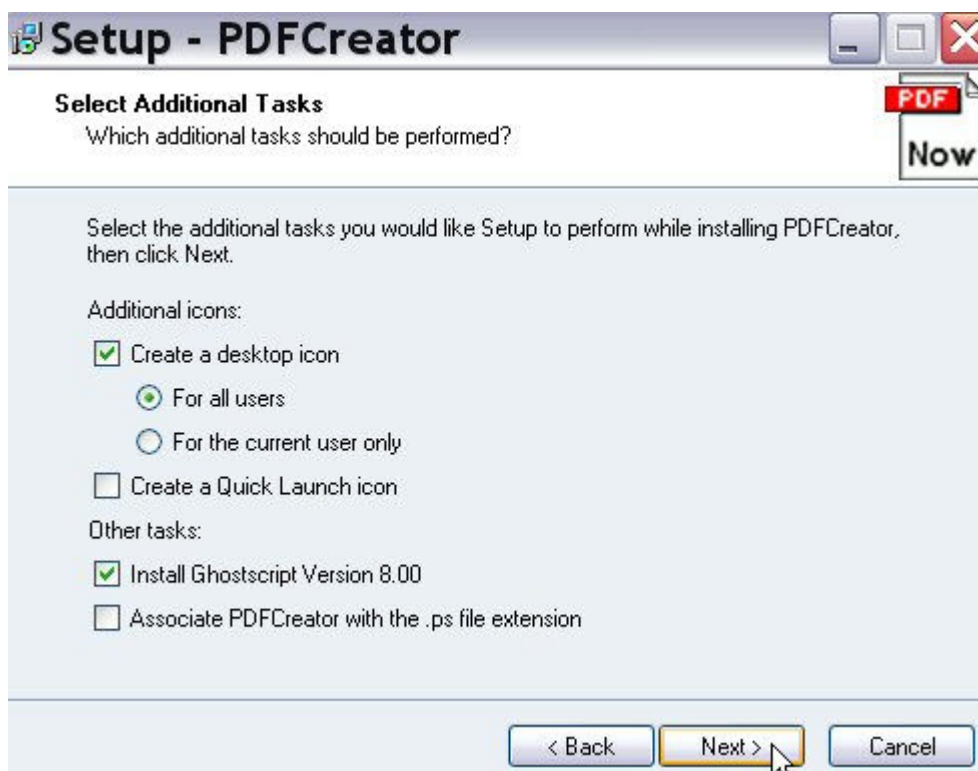 Setup - PDFCreator
Select Additional Tasks
Which additional tasks should be performed?
PDF
Now
Select the additional tasks you would like Setup to perform while installing PDFCreator,
then click Next.
Additional icons:
Create a desktop icon
For all users
For the current user only
Create a Quick Launch icon
Other tasks:
Install Ghostscript Version 8.00
Associate PDFCreator with the .ps file extension
< Back
Next >
Cancel